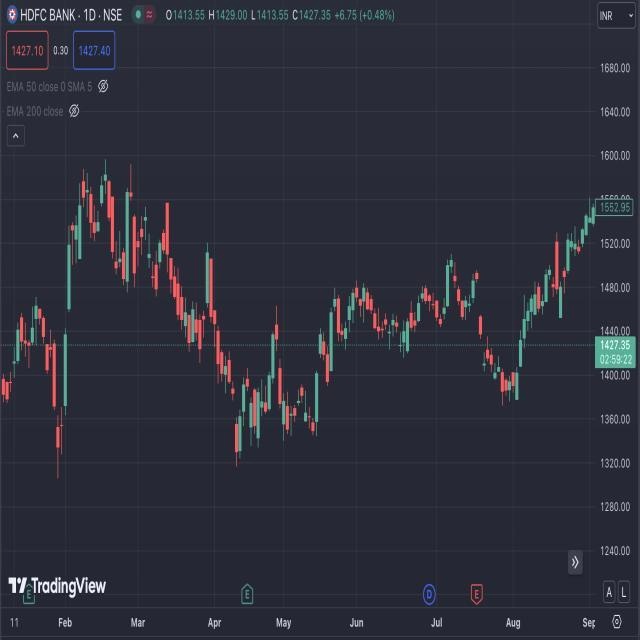 HDFC BANK · 1D · NSE O1413.55 H1429.00 L1413.55 C1427.35 +6.75 (+0.48%)
INR
1427.10 0.30 1427.40
EMA 50 close 0 SMA 5
EMA 200 close
1680.00
1640.00
1600.00
1560.00
1552.95
1520.00
1480.00
1440.00
1427.35
02:59:22
1400.00
1360.00
1320.00
1280.00
1240.00
TradingView
E E D E A L
11 Feb Mar Apr May Jun Jul Aug Sep